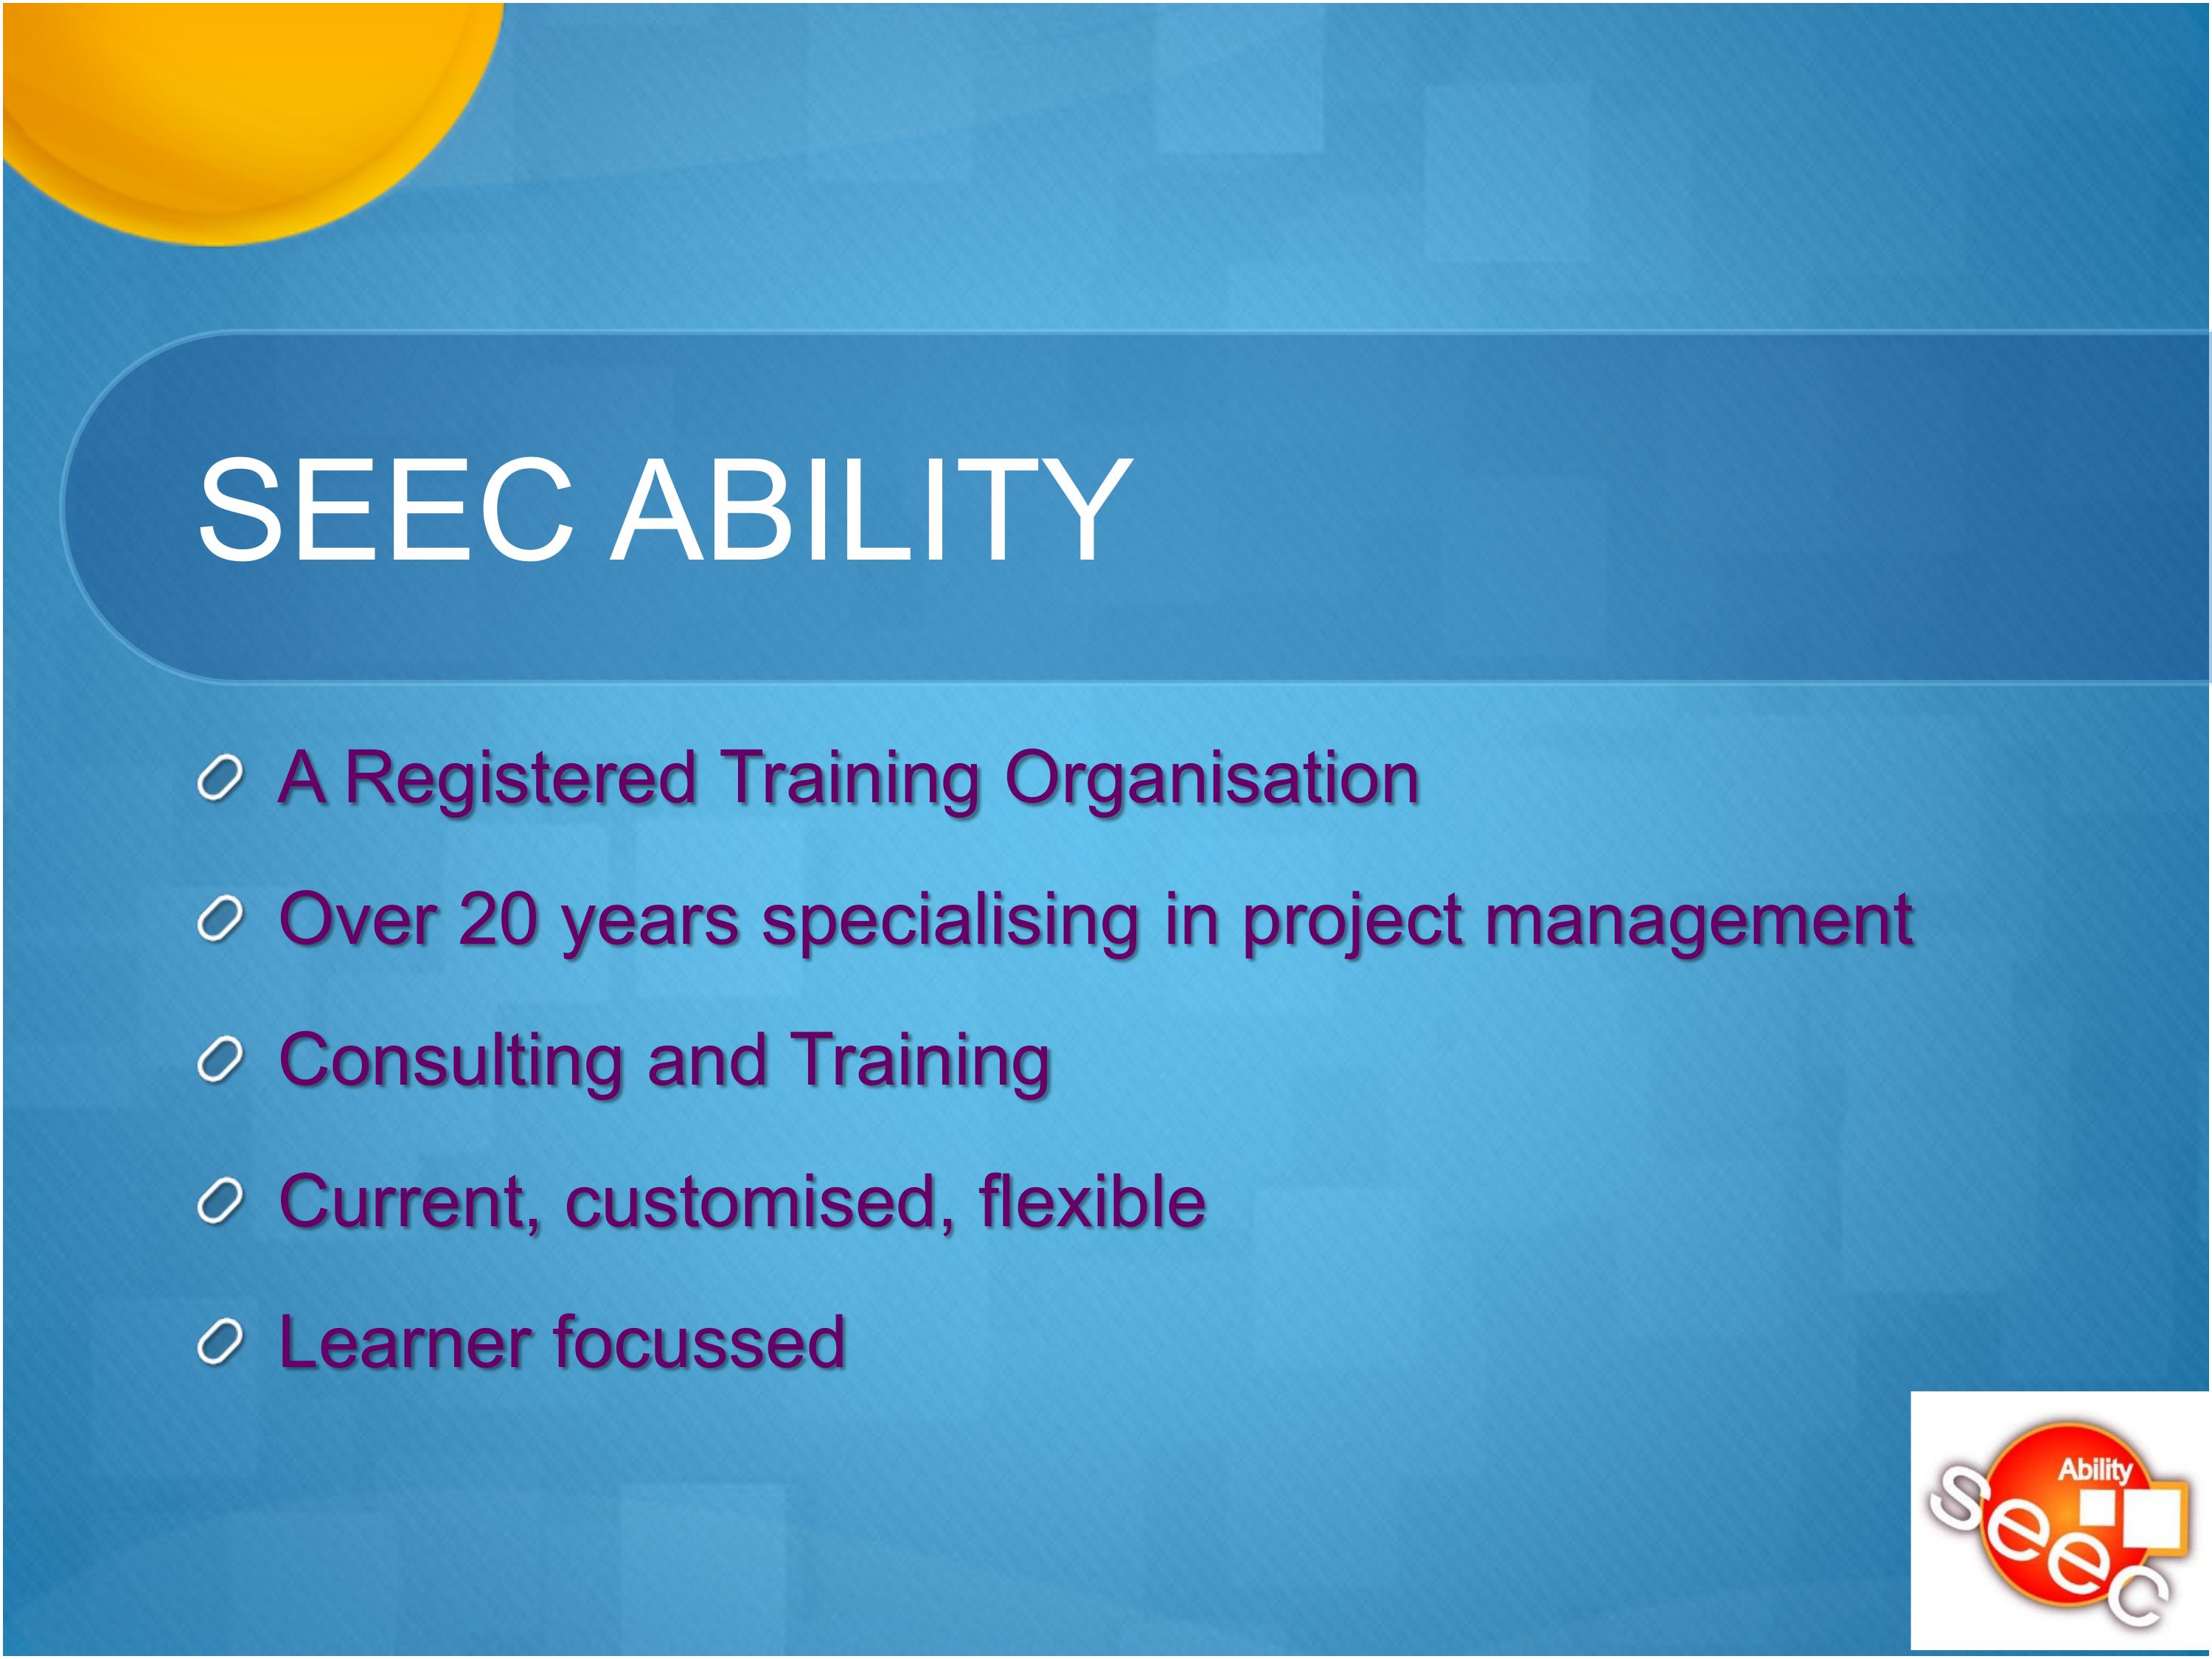 SEEC ABILITY
A Registered Training Organisation
Over 20 years specialising in project management
Consulting and Training
Current, customised, flexible
Learner focussed
Ability
seec